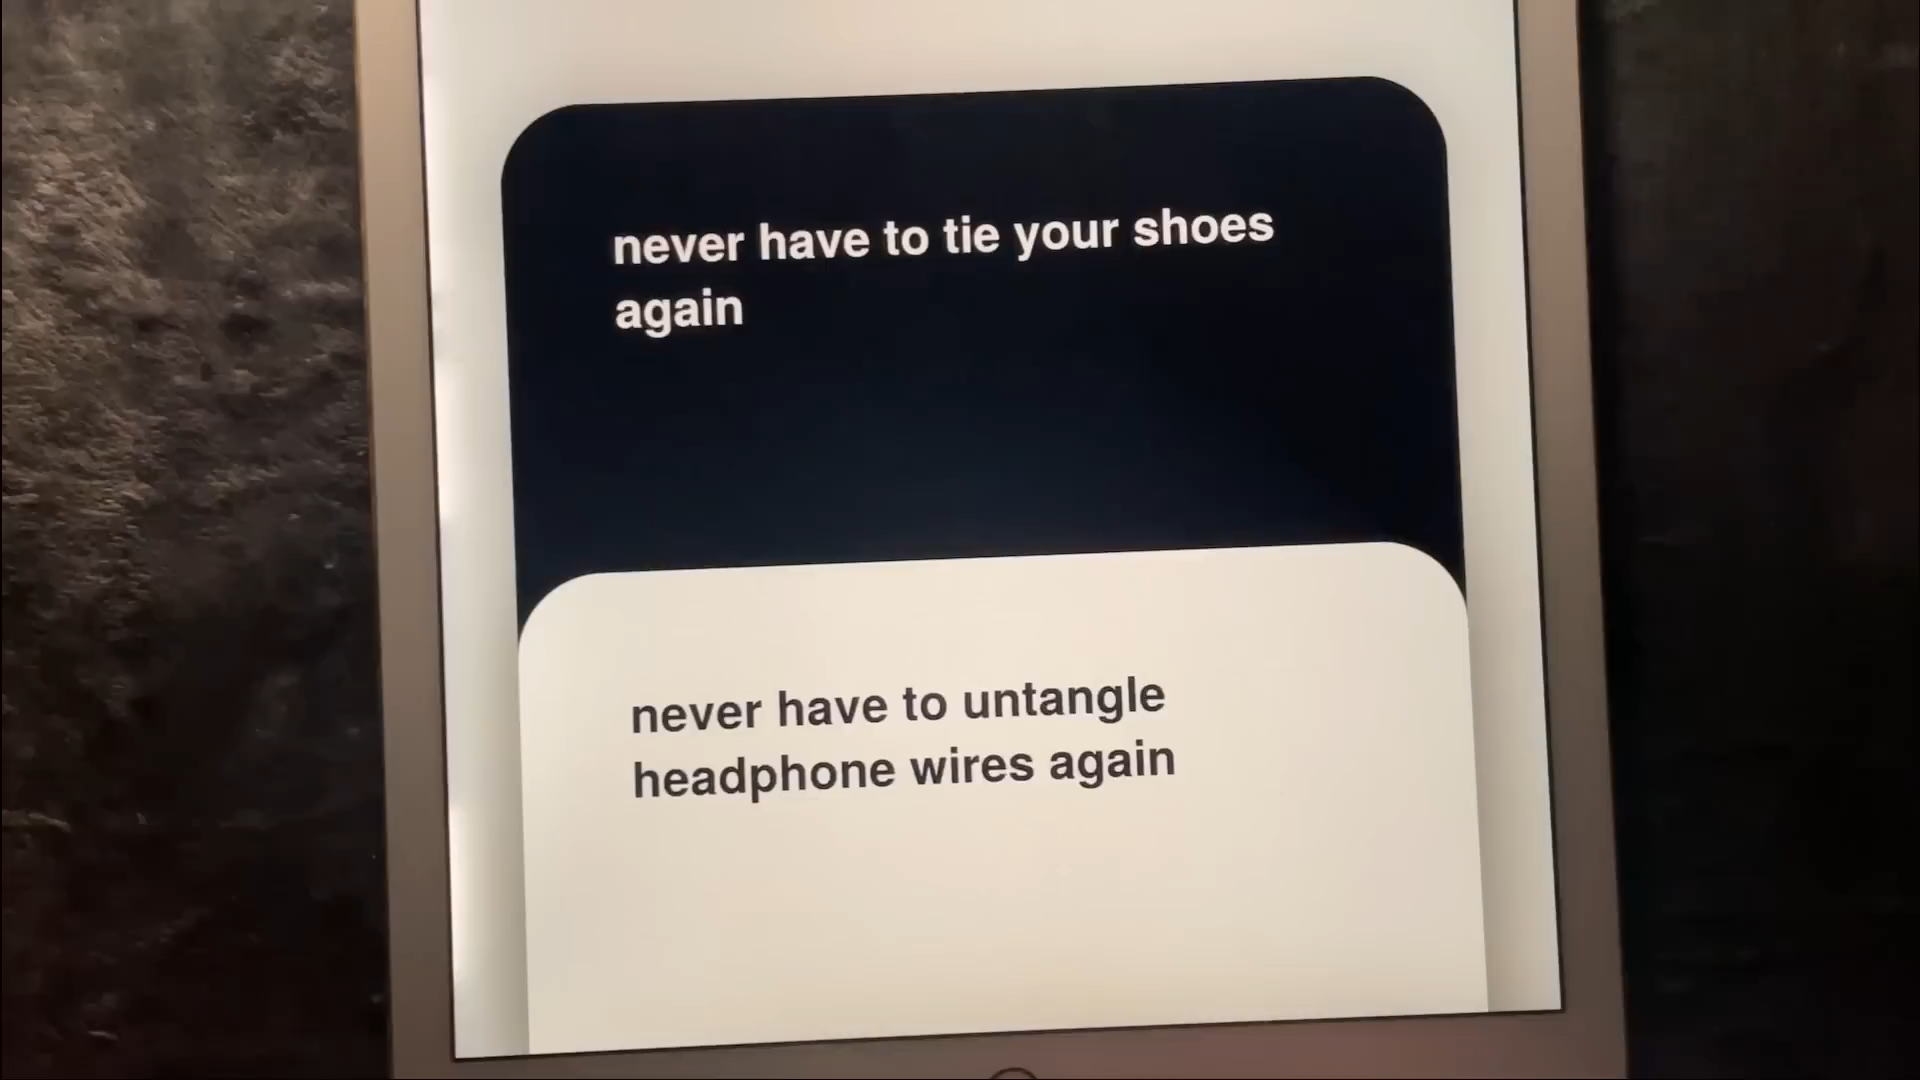 never have to tie your shoes
again
never have to untangle
headphone wires again